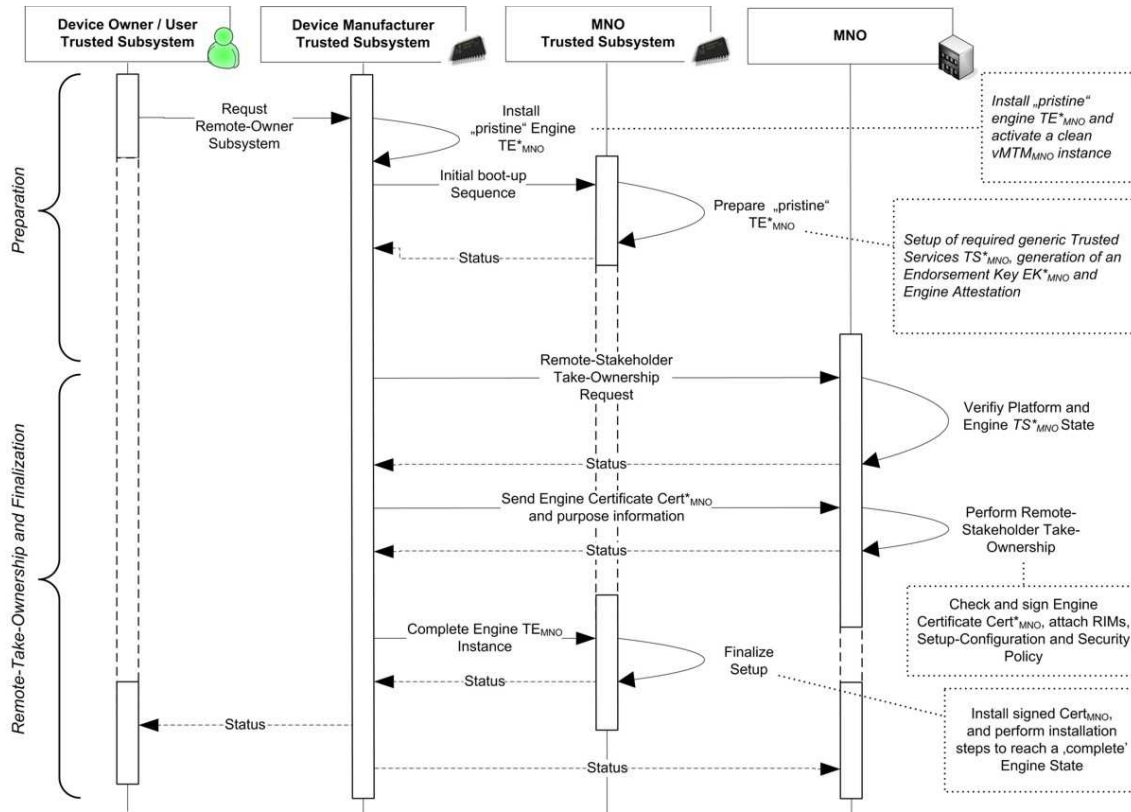 Device Owner / User
Trusted Subsystem
Device Manufacturer
Trusted Subsystem
MNO
Trusted Subsystem
MNO
Preparation
Requst
Remote-Owner
Subsystem
Install
„pristine“ Engine
TE*MNO
Install „pristine“
engine TE*MNO and
activate a clean
vMTMMNO instance
Initial boot-up
Sequence
Prepare „pristine“
TE*MNO
Status
Setup of required generic Trusted
Services TS*MNO, generation of an
Endorsement Key EK*MNO and
Engine Attestation
Remote-Take-Ownership and Finalization
Remote-Stakeholder
Take-Ownership
Request
Verifiy Platform and
Engine TS*MNO State
Status
Send Engine Certificate Cert*MNO
and purpose information
Perform Remote-
Stakeholder Take-
Ownership
Status
Check and sign Engine
Certificate Cert*MNO, attach RIMs,
Setup-Configuration and Security
Policy
Complete Engine TEMNO
Instance
Finalize
Setup
Status
Install signed CertMNO,
and perform installation
steps to reach a ‚complete’
Engine State
Status
Status